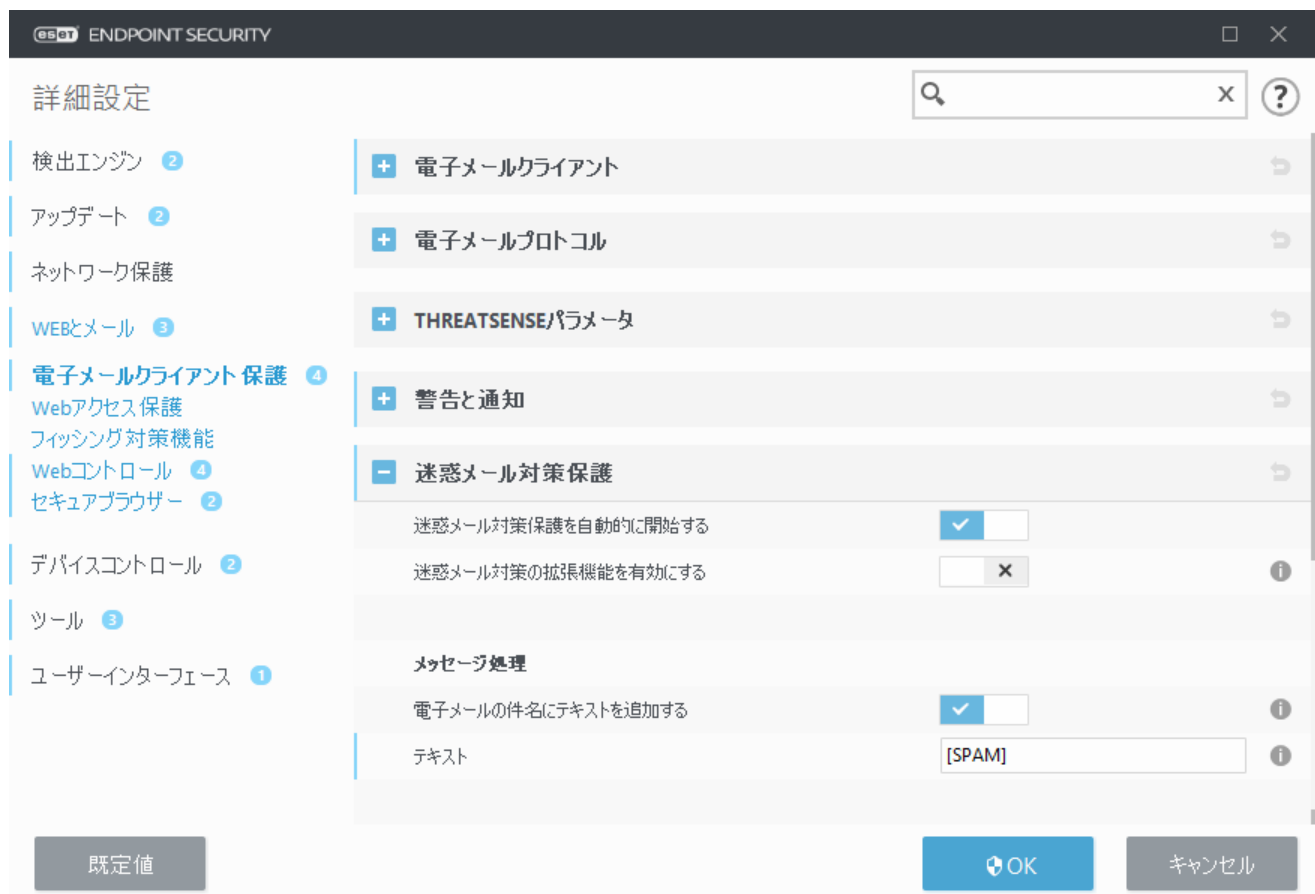 eset ENDPOINT SECURITY
詳細設定
検出エンジン 2
アップデート 2
ネットワーク保護
WEBとメール 3
電子メールクライアント保護 4
Webアクセス保護
フィッシング対策機能
Webコントロール 4
セキュアブラウザー 2
デバイスコントロール 2
ツール 3
ユーザーインターフェース 1
電子メールクライアント
電子メールプロトコル
THREATSENSEパラメータ
警告と通知
迷惑メール対策保護
迷惑メール対策保護を自動的に開始する
迷惑メール対策の拡張機能を有効にする
メッセージ処理
電子メールの件名にテキストを追加する
テキスト [SPAM]
既定値
OK
キャンセル